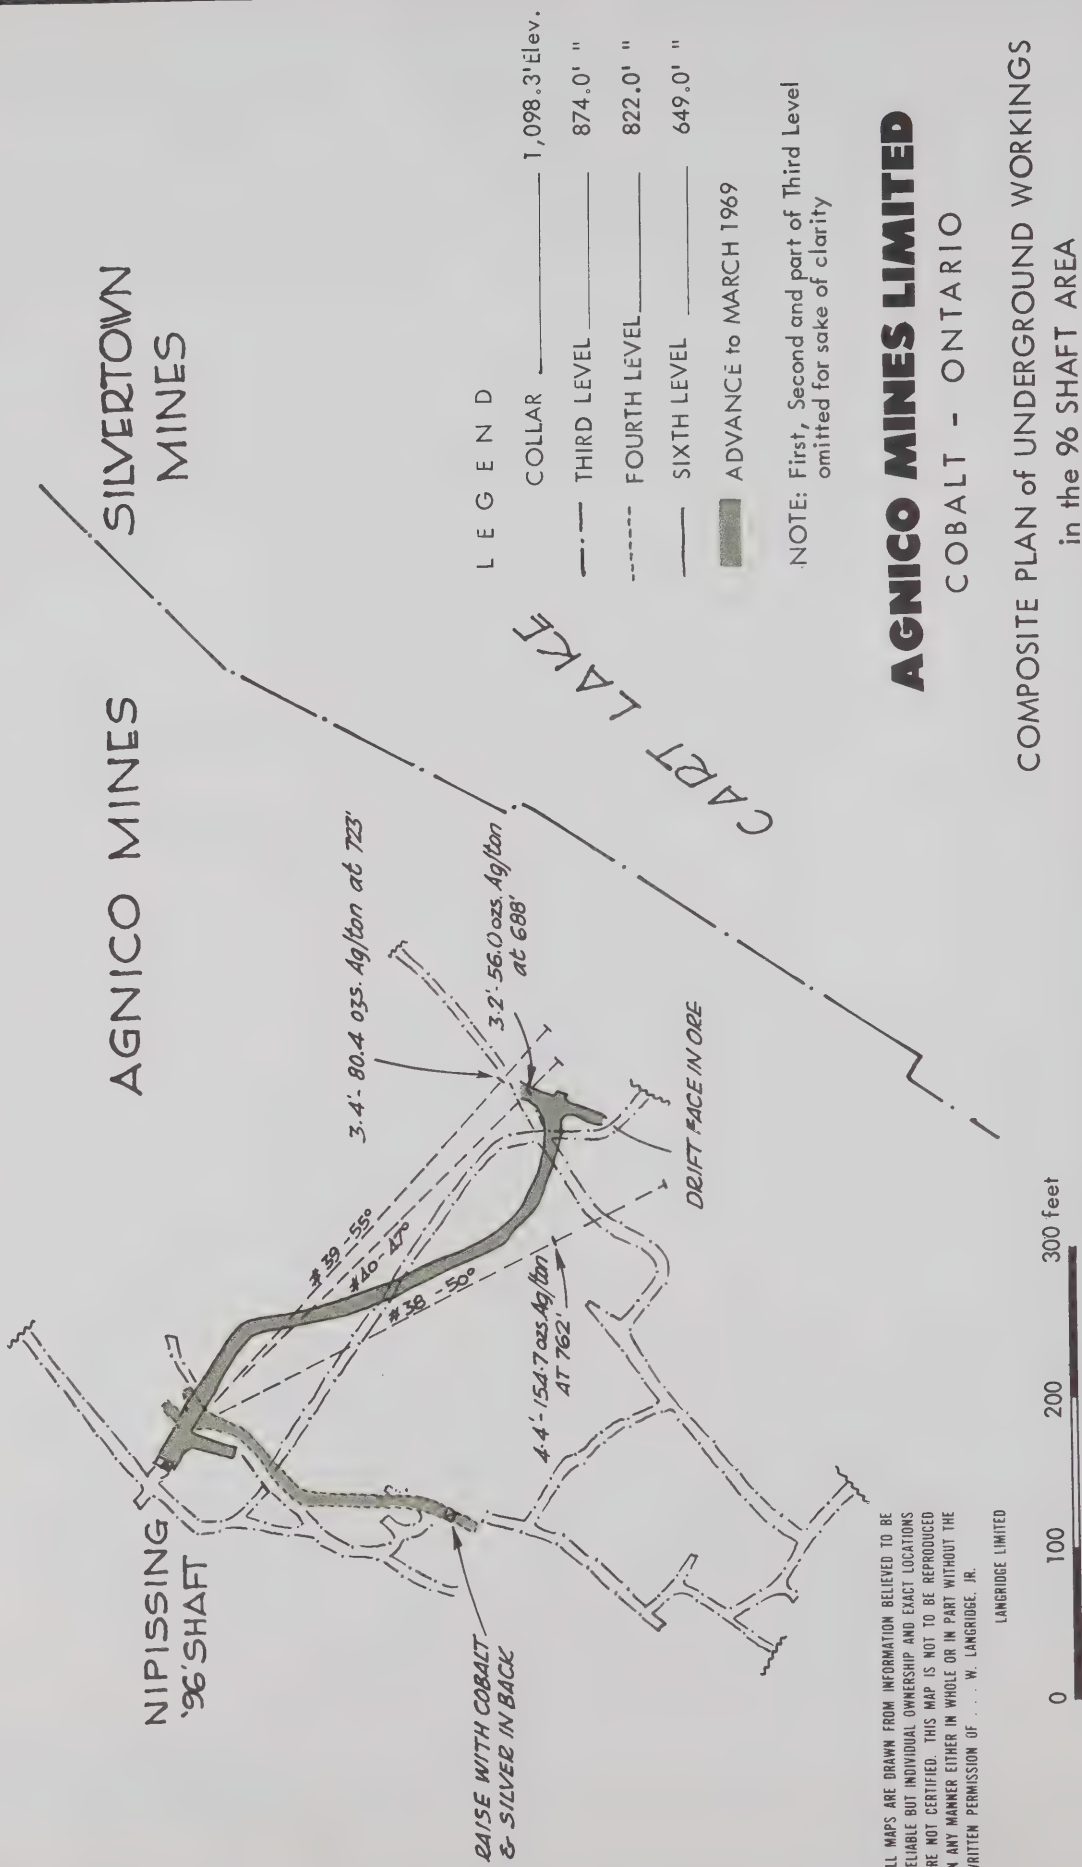 SILVERTOWN
MINES
AGNICO MINES
NIPISSING
'96' SHAFT
3.4'- 80.4 ozs. Ag/ton at 723'
3.2'- 56.0 ozs. Ag/ton
at 688'
# 39 -55°
#40- 47°
#38 -50°
4.4'- 154.7 ozs Ag/ton
AT 762'
DRIFT FACE IN ORE
RAISE WITH COBALT
& SILVER IN BACK
CART LAKE
LEGEND
COLLAR 1,098.3' Elev.
THIRD LEVEL 874.0' "
FOURTH LEVEL 822.0' "
SIXTH LEVEL 649.0' "
ADVANCE to MARCH 1969
NOTE: First, Second and part of Third Level
omitted for sake of clarity
AGNICO MINES LIMITED
COBALT - ONTARIO
COMPOSITE PLAN of UNDERGROUND WORKINGS
in the 96 SHAFT AREA
LL MAPS ARE DRAWN FROM INFORMATION BELIEVED TO BE
ELIABLE BUT INDIVIDUAL OWNERSHIP AND EXACT LOCATIONS
RE NOT CERTIFIED. THIS MAP IS NOT TO BE REPRODUCED
N ANY MANNER EITHER IN WHOLE OR IN PART WITHOUT THE
WRITTEN PERMISSION OF . . . W. LANGRIDGE, JR.
LANGRIDGE LIMITED
0 100 200 300 feet